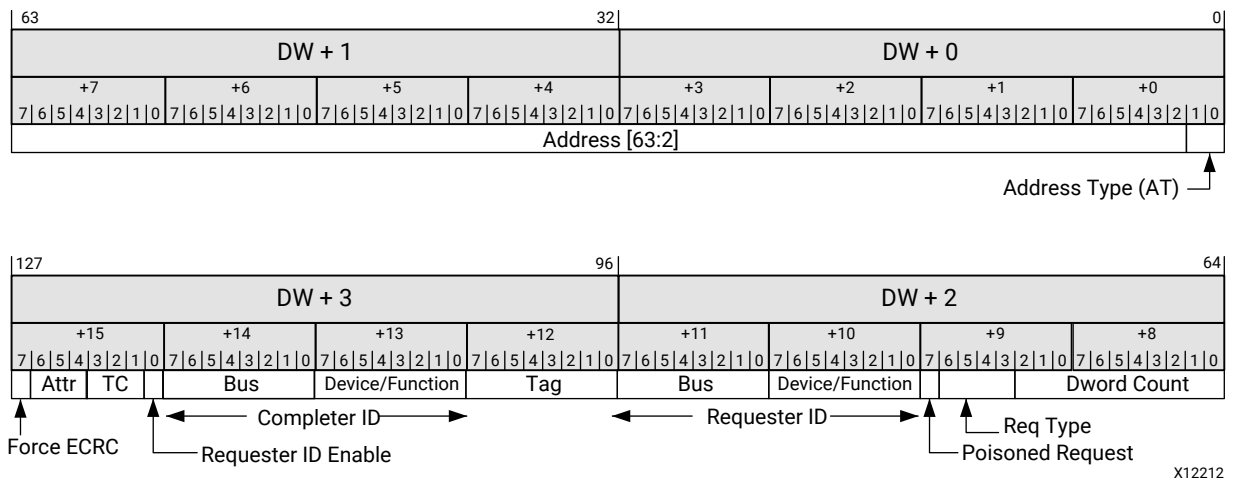 63 32 0
DW + 1 DW + 0
+7 +6 +5 +4 +3 +2 +1 +0
7 6 5 4 3 2 1 0 7 6 5 4 3 2 1 0 7 6 5 4 3 2 1 0 7 6 5 4 3 2 1 0 7 6 5 4 3 2 1 0 7 6 5 4 3 2 1 0 7 6 5 4 3 2 1 0 7 6 5 4 3 2 1 0
Address [63:2]
Address Type (AT)
127 96 64
DW + 3 DW + 2
+15 +14 +13 +12 +11 +10 +9 +8
7 6 5 4 3 2 1 0 7 6 5 4 3 2 1 0 7 6 5 4 3 2 1 0 7 6 5 4 3 2 1 0 7 6 5 4 3 2 1 0 7 6 5 4 3 2 1 0 7 6 5 4 3 2 1 0 7 6 5 4 3 2 1 0
Attr TC Bus Device/Function Tag Bus Device/Function Dword Count
Completer ID Requester ID Req Type
Force ECRC Requester ID Enable Poisoned Request
X12212